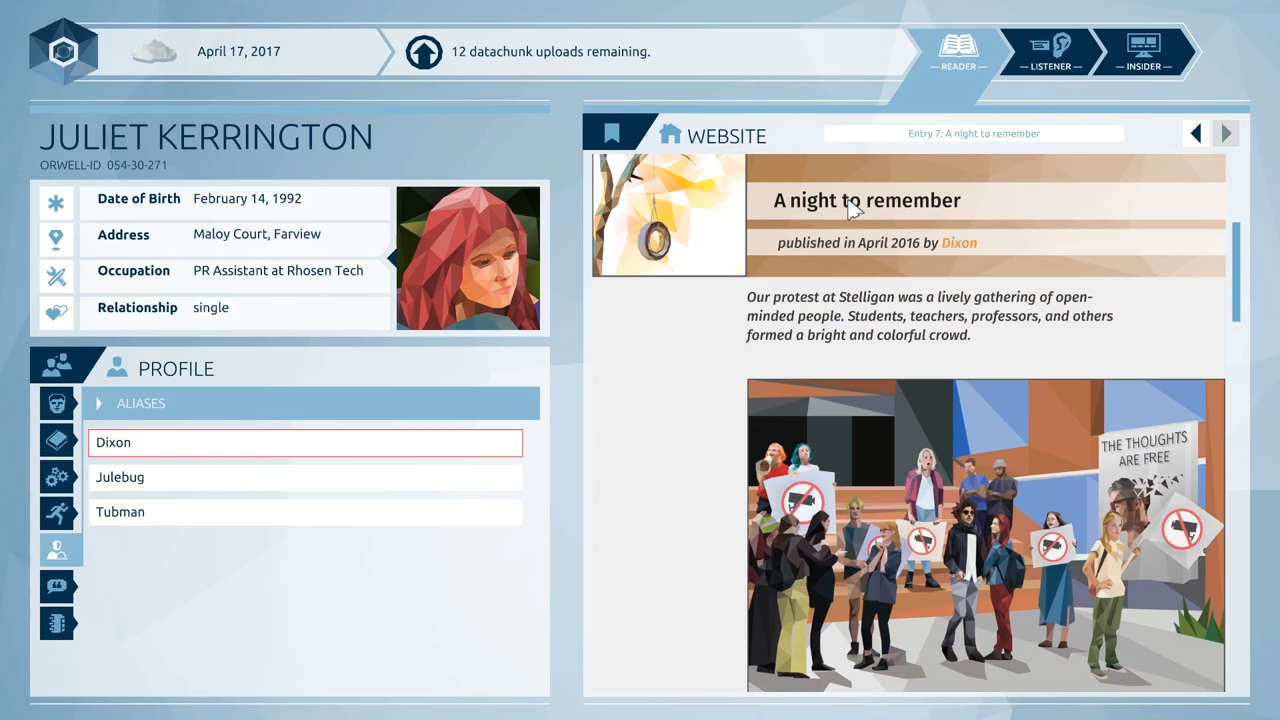 April 17, 2017
12 datachunk uploads remaining.
— READER —
— LISTENER —
— INSIDER —
JULIET KERRINGTON
ORWELL-ID 054-30-271
Date of Birth February 14, 1992
Address Maloy Court, Farview
Occupation PR Assistant at Rhosen Tech
Relationship single
PROFILE
ALIASES
Dixon
Julebug
Tubman
WEBSITE
Entry 7: A night to remember
A night to remember
published in April 2016 by Dixon
Our protest at Stelligan was a lively gathering of open-
minded people. Students, teachers, professors, and others
formed a bright and colorful crowd.
THE THOUGHTS
ARE FREE